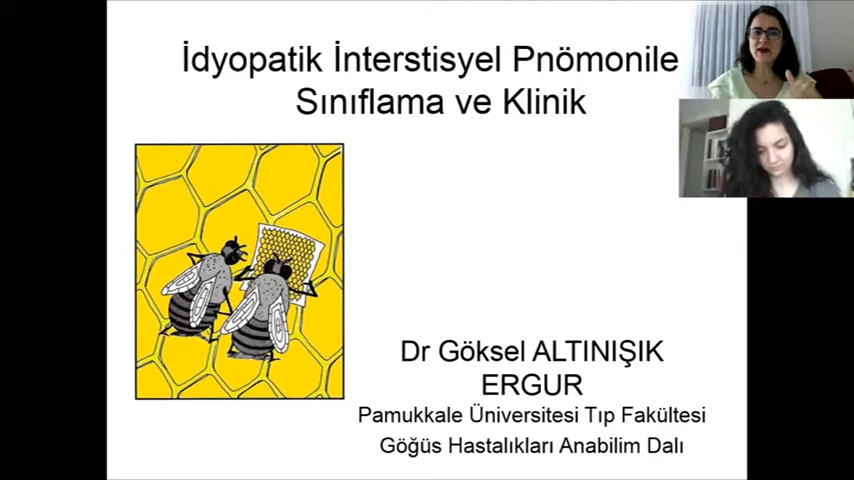 İdyopatik İnterstisyel Pnömonile
Sınıflama ve Klinik
Dr Göksel ALTINIŞIK
ERGUR
Pamukkale Üniversitesi Tıp Fakültesi
Göğüs Hastalıkları Anabilim Dalı